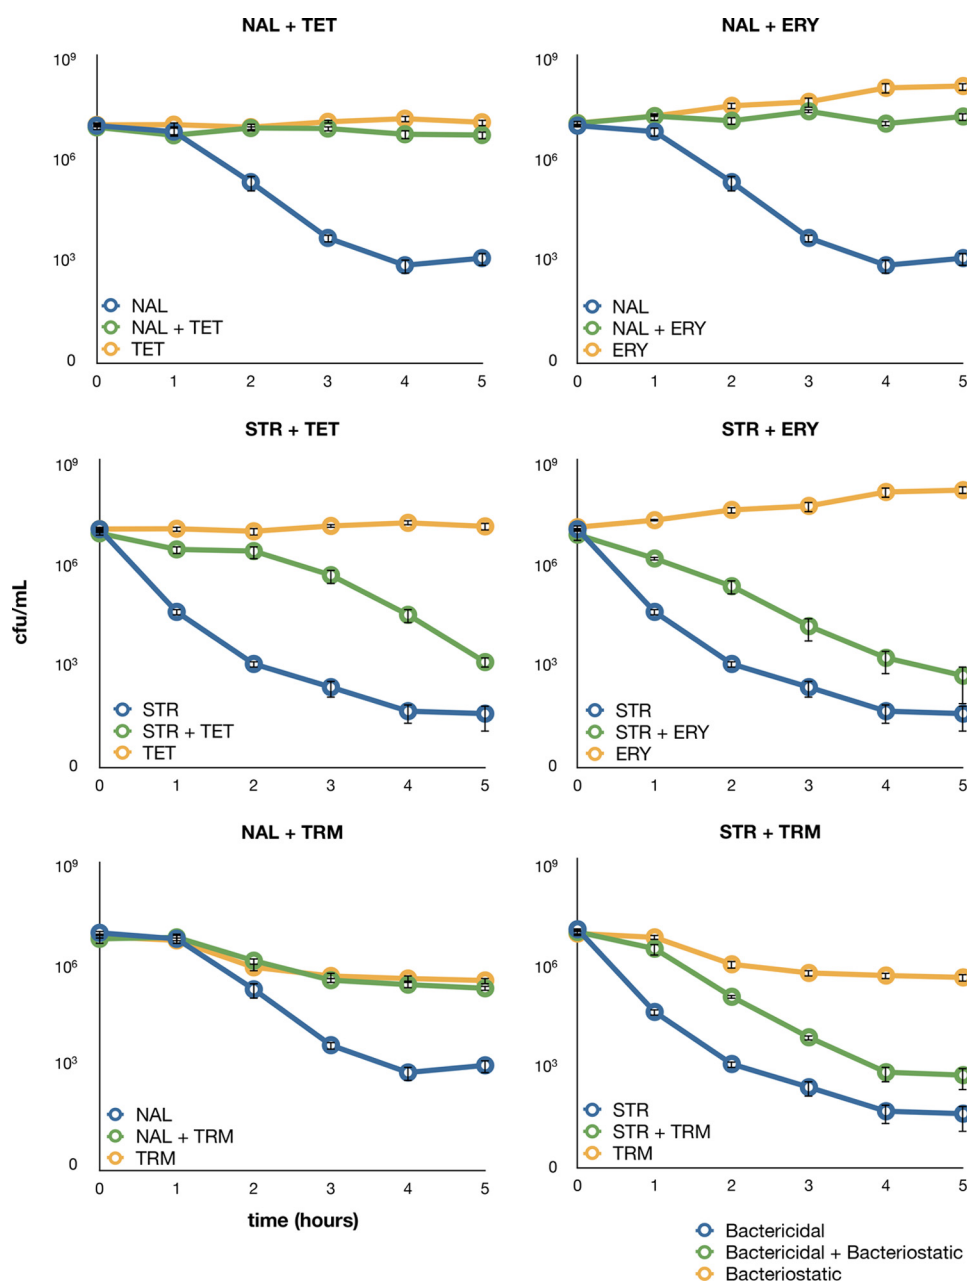 NAL + TET
10⁹
10⁶
10³
0
0 1 2 3 4 5
NAL
NAL + TET
TET
NAL + ERY
10⁹
10⁶
10³
0
0 1 2 3 4 5
NAL
NAL + ERY
ERY
cfu/mL
STR + TET
10⁹
10⁶
10³
0
0 1 2 3 4 5
STR
STR + TET
TET
STR + ERY
10⁹
10⁶
10³
0
0 1 2 3 4 5
STR
STR + ERY
ERY
NAL + TRM
10⁹
10⁶
10³
0
0 1 2 3 4 5
NAL
NAL + TRM
TRM
time (hours)
STR + TRM
10⁹
10⁶
10³
0
0 1 2 3 4 5
STR
STR + TRM
TRM
Bactericidal
Bactericidal + Bacteriostatic
Bacteriostatic